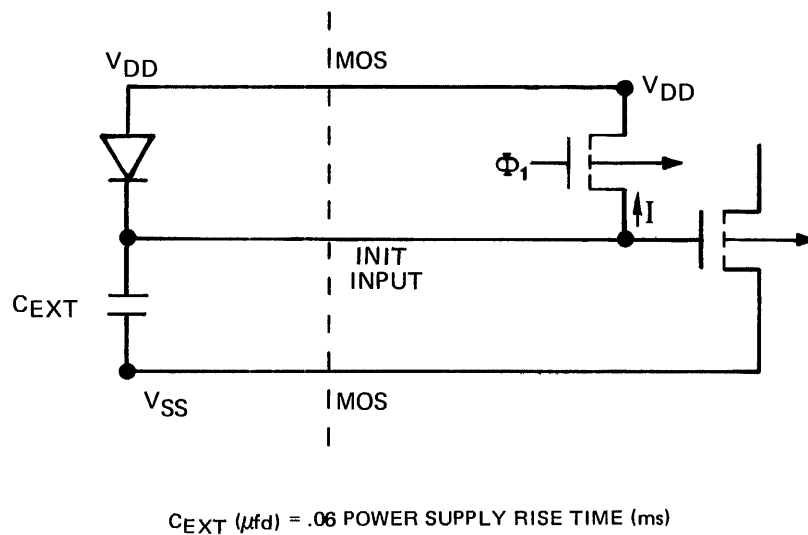 MOS
VDD
VDD
Φ1
I
INIT
INPUT
CEXT
VSS
MOS
CEXT (μfd) = .06 POWER SUPPLY RISE TIME (ms)